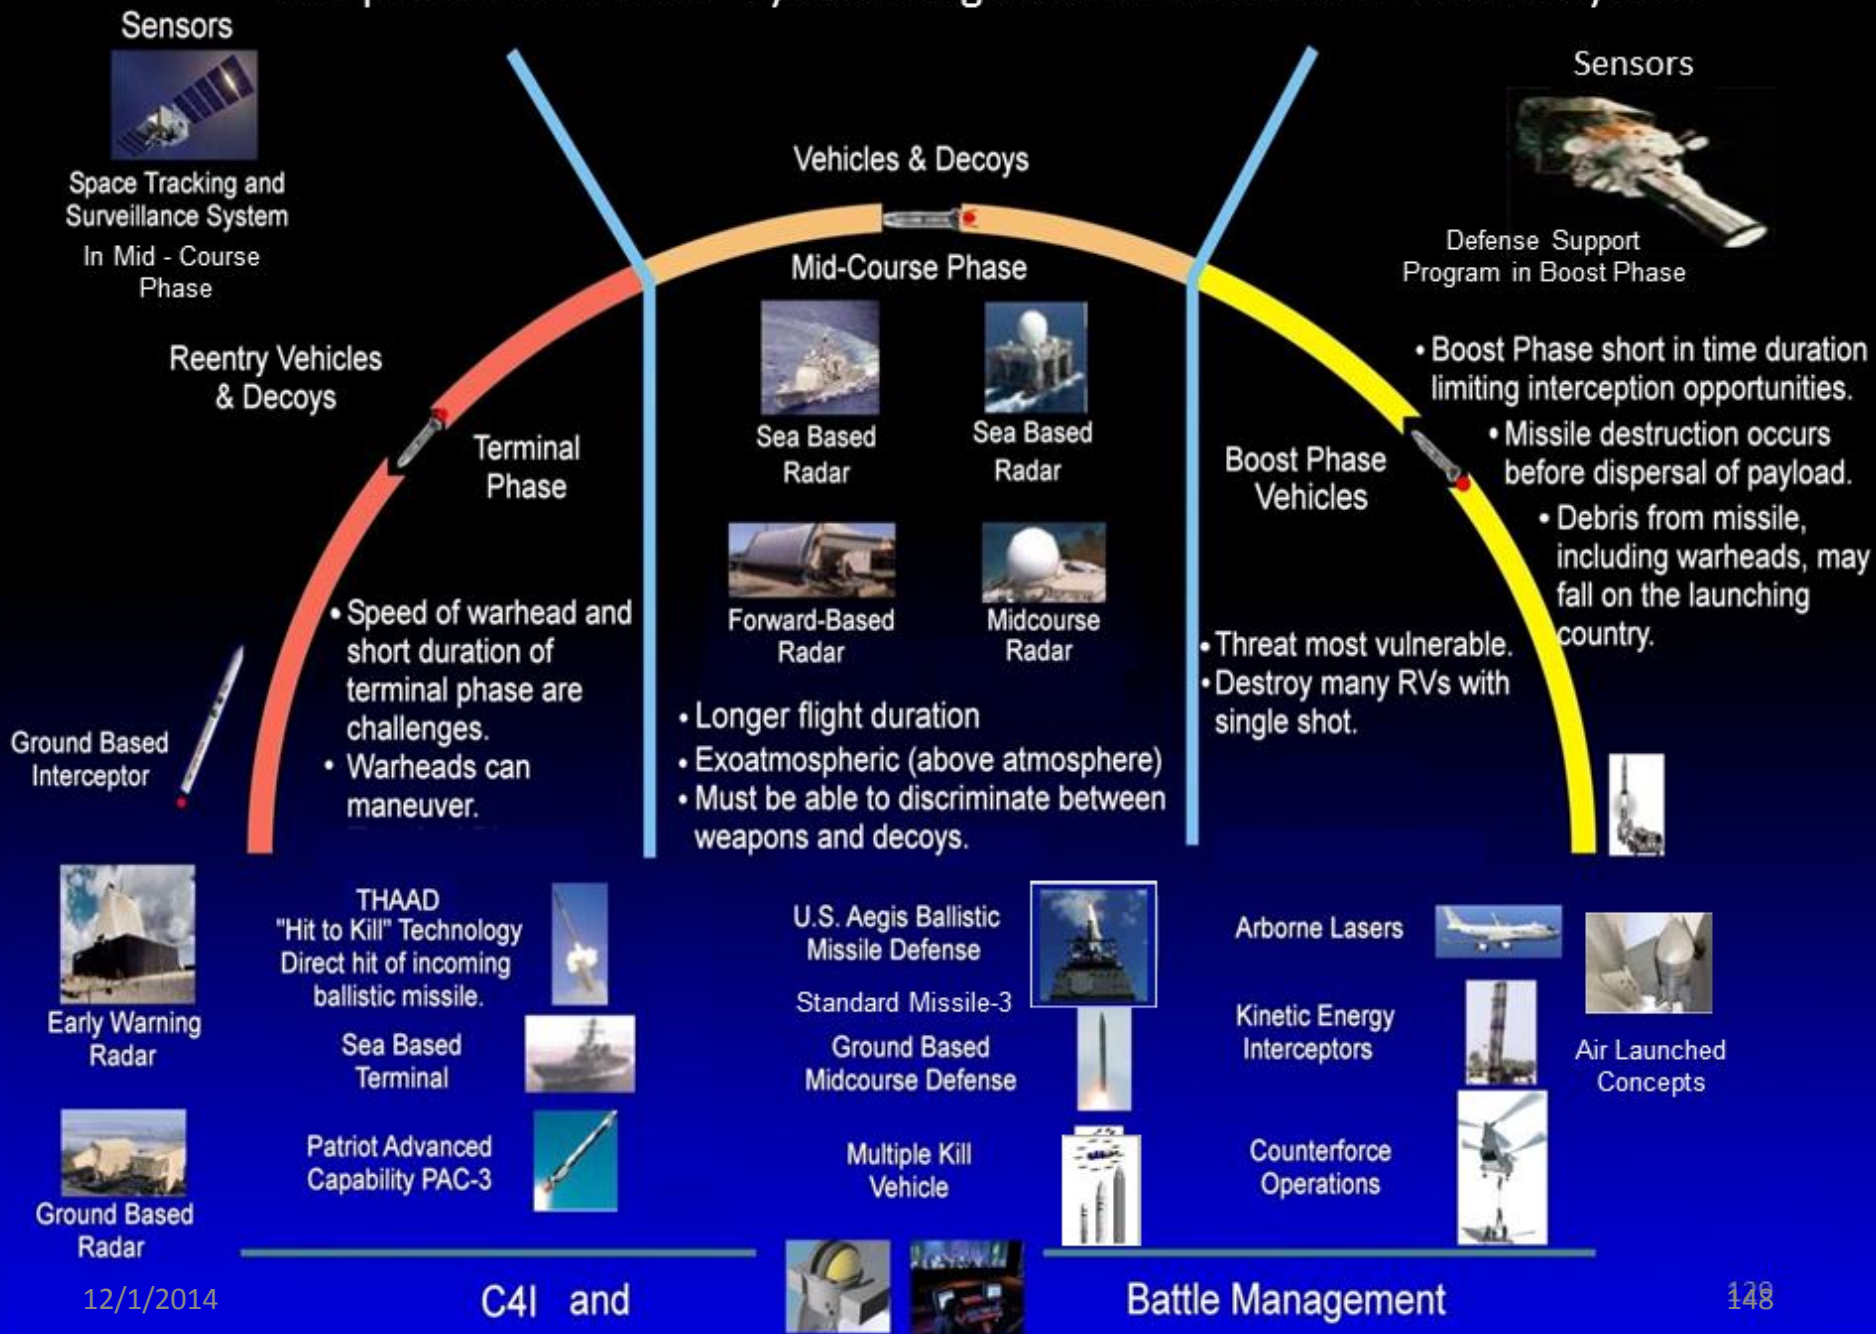 Sensors
Space Tracking and
Surveillance System
In Mid - Course
Phase
Sensors
Defense Support
Program in Boost Phase
Vehicles & Decoys
Mid-Course Phase
Reentry Vehicles
& Decoys
Terminal
Phase
Sea Based
Radar
Sea Based
Radar
Forward-Based
Radar
Midcourse
Radar
Boost Phase
Vehicles
• Boost Phase short in time duration
limiting interception opportunities.
• Missile destruction occurs
before dispersal of payload.
• Debris from missile,
including warheads, may
fall on the launching
country.
• Speed of warhead and
short duration of
terminal phase are
challenges.
• Warheads can
maneuver.
• Longer flight duration
• Exoatmospheric (above atmosphere)
• Must be able to discriminate between
weapons and decoys.
• Threat most vulnerable.
• Destroy many RVs with
single shot.
Ground Based
Interceptor
Early Warning
Radar
Ground Based
Radar
THAAD
"Hit to Kill" Technology
Direct hit of incoming
ballistic missile.
Sea Based
Terminal
Patriot Advanced
Capability PAC-3
U.S. Aegis Ballistic
Missile Defense
Standard Missile-3
Ground Based
Midcourse Defense
Multiple Kill
Vehicle
Arborne Lasers
Kinetic Energy
Interceptors
Air Launched
Concepts
Counterforce
Operations
12/1/2014
C4I and
Battle Management
148